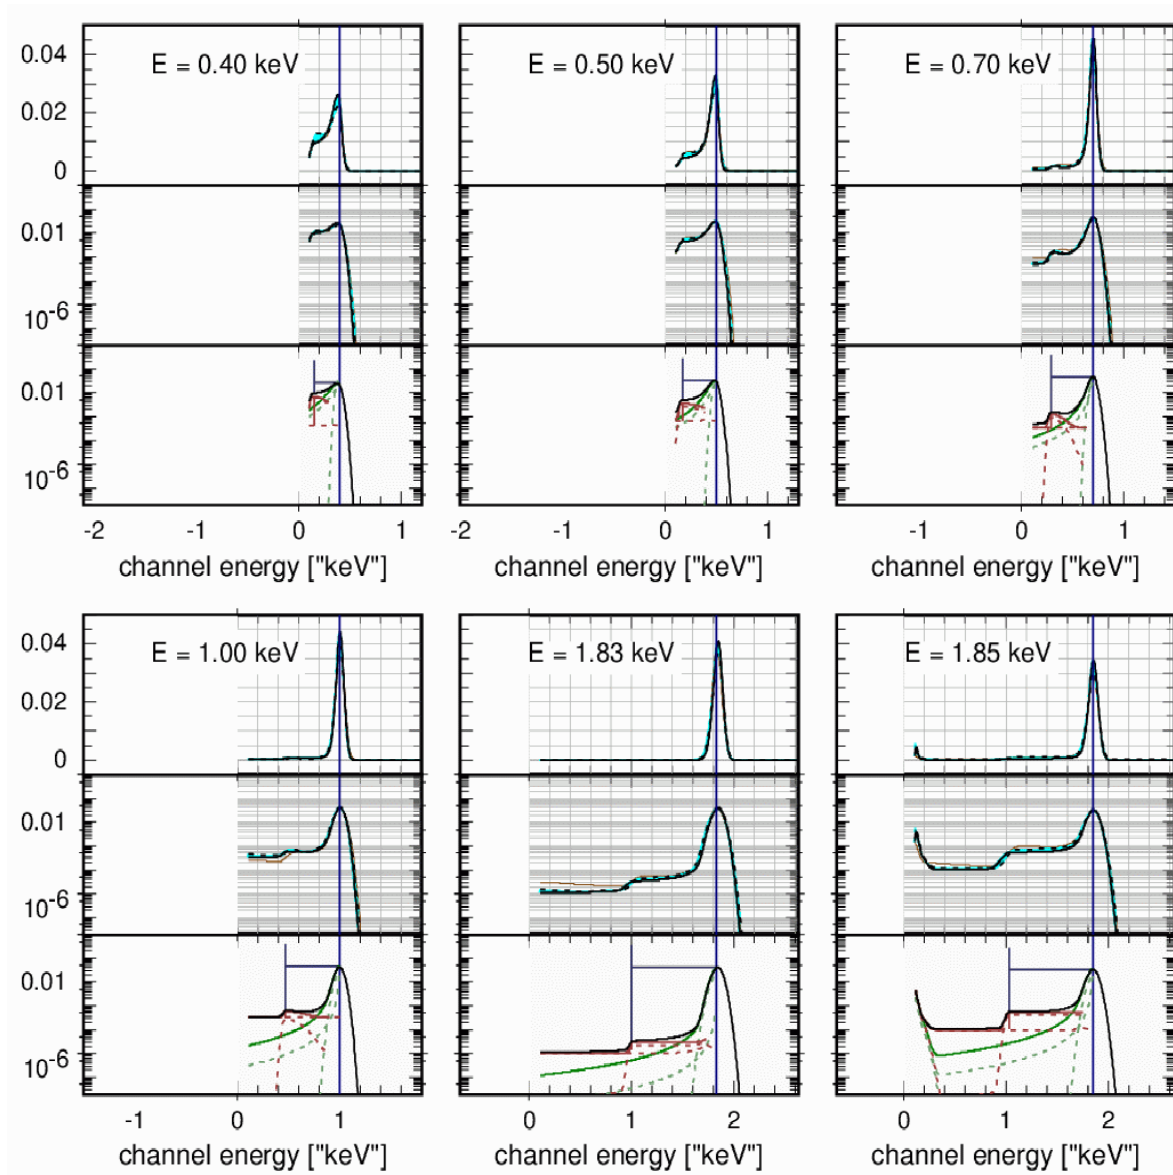 E = 0.40 keV E = 0.50 keV E = 0.70 keV
0.04
0.02
0
0.01
10-6
0.01
10-6
-2 -1 0 1 -2 -1 0 1 -1 0 1
channel energy ["keV"] channel energy ["keV"] channel energy ["keV"]
E = 1.00 keV E = 1.83 keV E = 1.85 keV
0.04
0.02
0
0.01
10-6
0.01
10-6
-1 0 1 0 1 2 0 1 2
channel energy ["keV"] channel energy ["keV"] channel energy ["keV"]